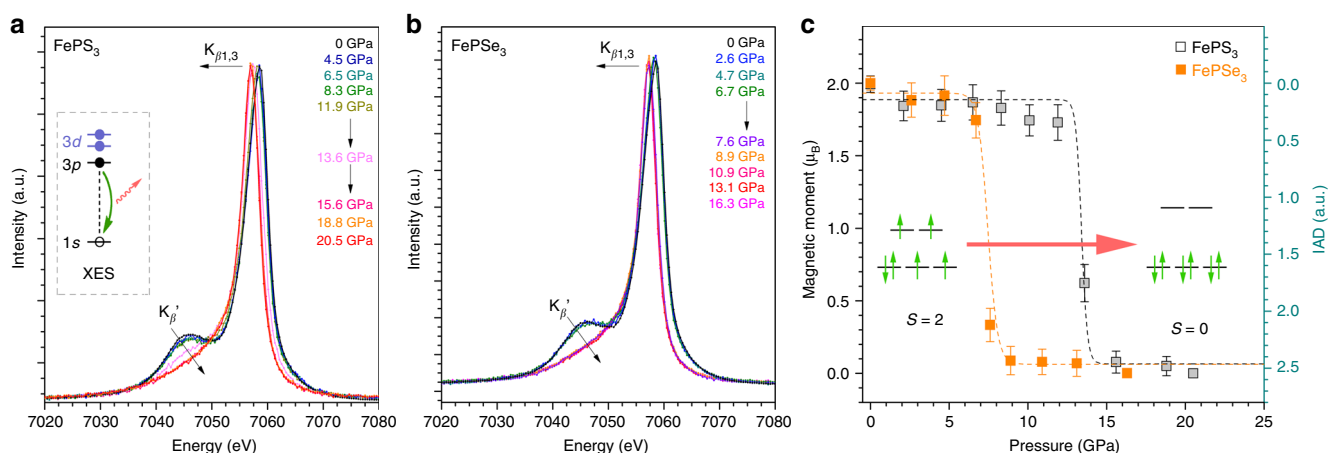 a
FePS3
Kβ1,3
0 GPa
4.5 GPa
6.5 GPa
8.3 GPa
11.9 GPa
13.6 GPa
15.6 GPa
18.8 GPa
20.5 GPa
3d
3p
1s
XES
Kβ'
Intensity (a.u.)
7020 7030 7040 7050 7060 7070 7080
Energy (eV)
b
FePSe3
Kβ1,3
0 GPa
2.6 GPa
4.7 GPa
6.7 GPa
7.6 GPa
8.9 GPa
10.9 GPa
13.1 GPa
16.3 GPa
Kβ'
Intensity (a.u.)
7020 7030 7040 7050 7060 7070 7080
Energy (eV)
c
FePS3
FePSe3
Magnetic moment (μB)
2.0
1.5
1.0
0.5
0.0
S = 2
S = 0
0.0
0.5
1.0
1.5
2.0
2.5
IAD (a.u.)
0 5 10 15 20 25
Pressure (GPa)